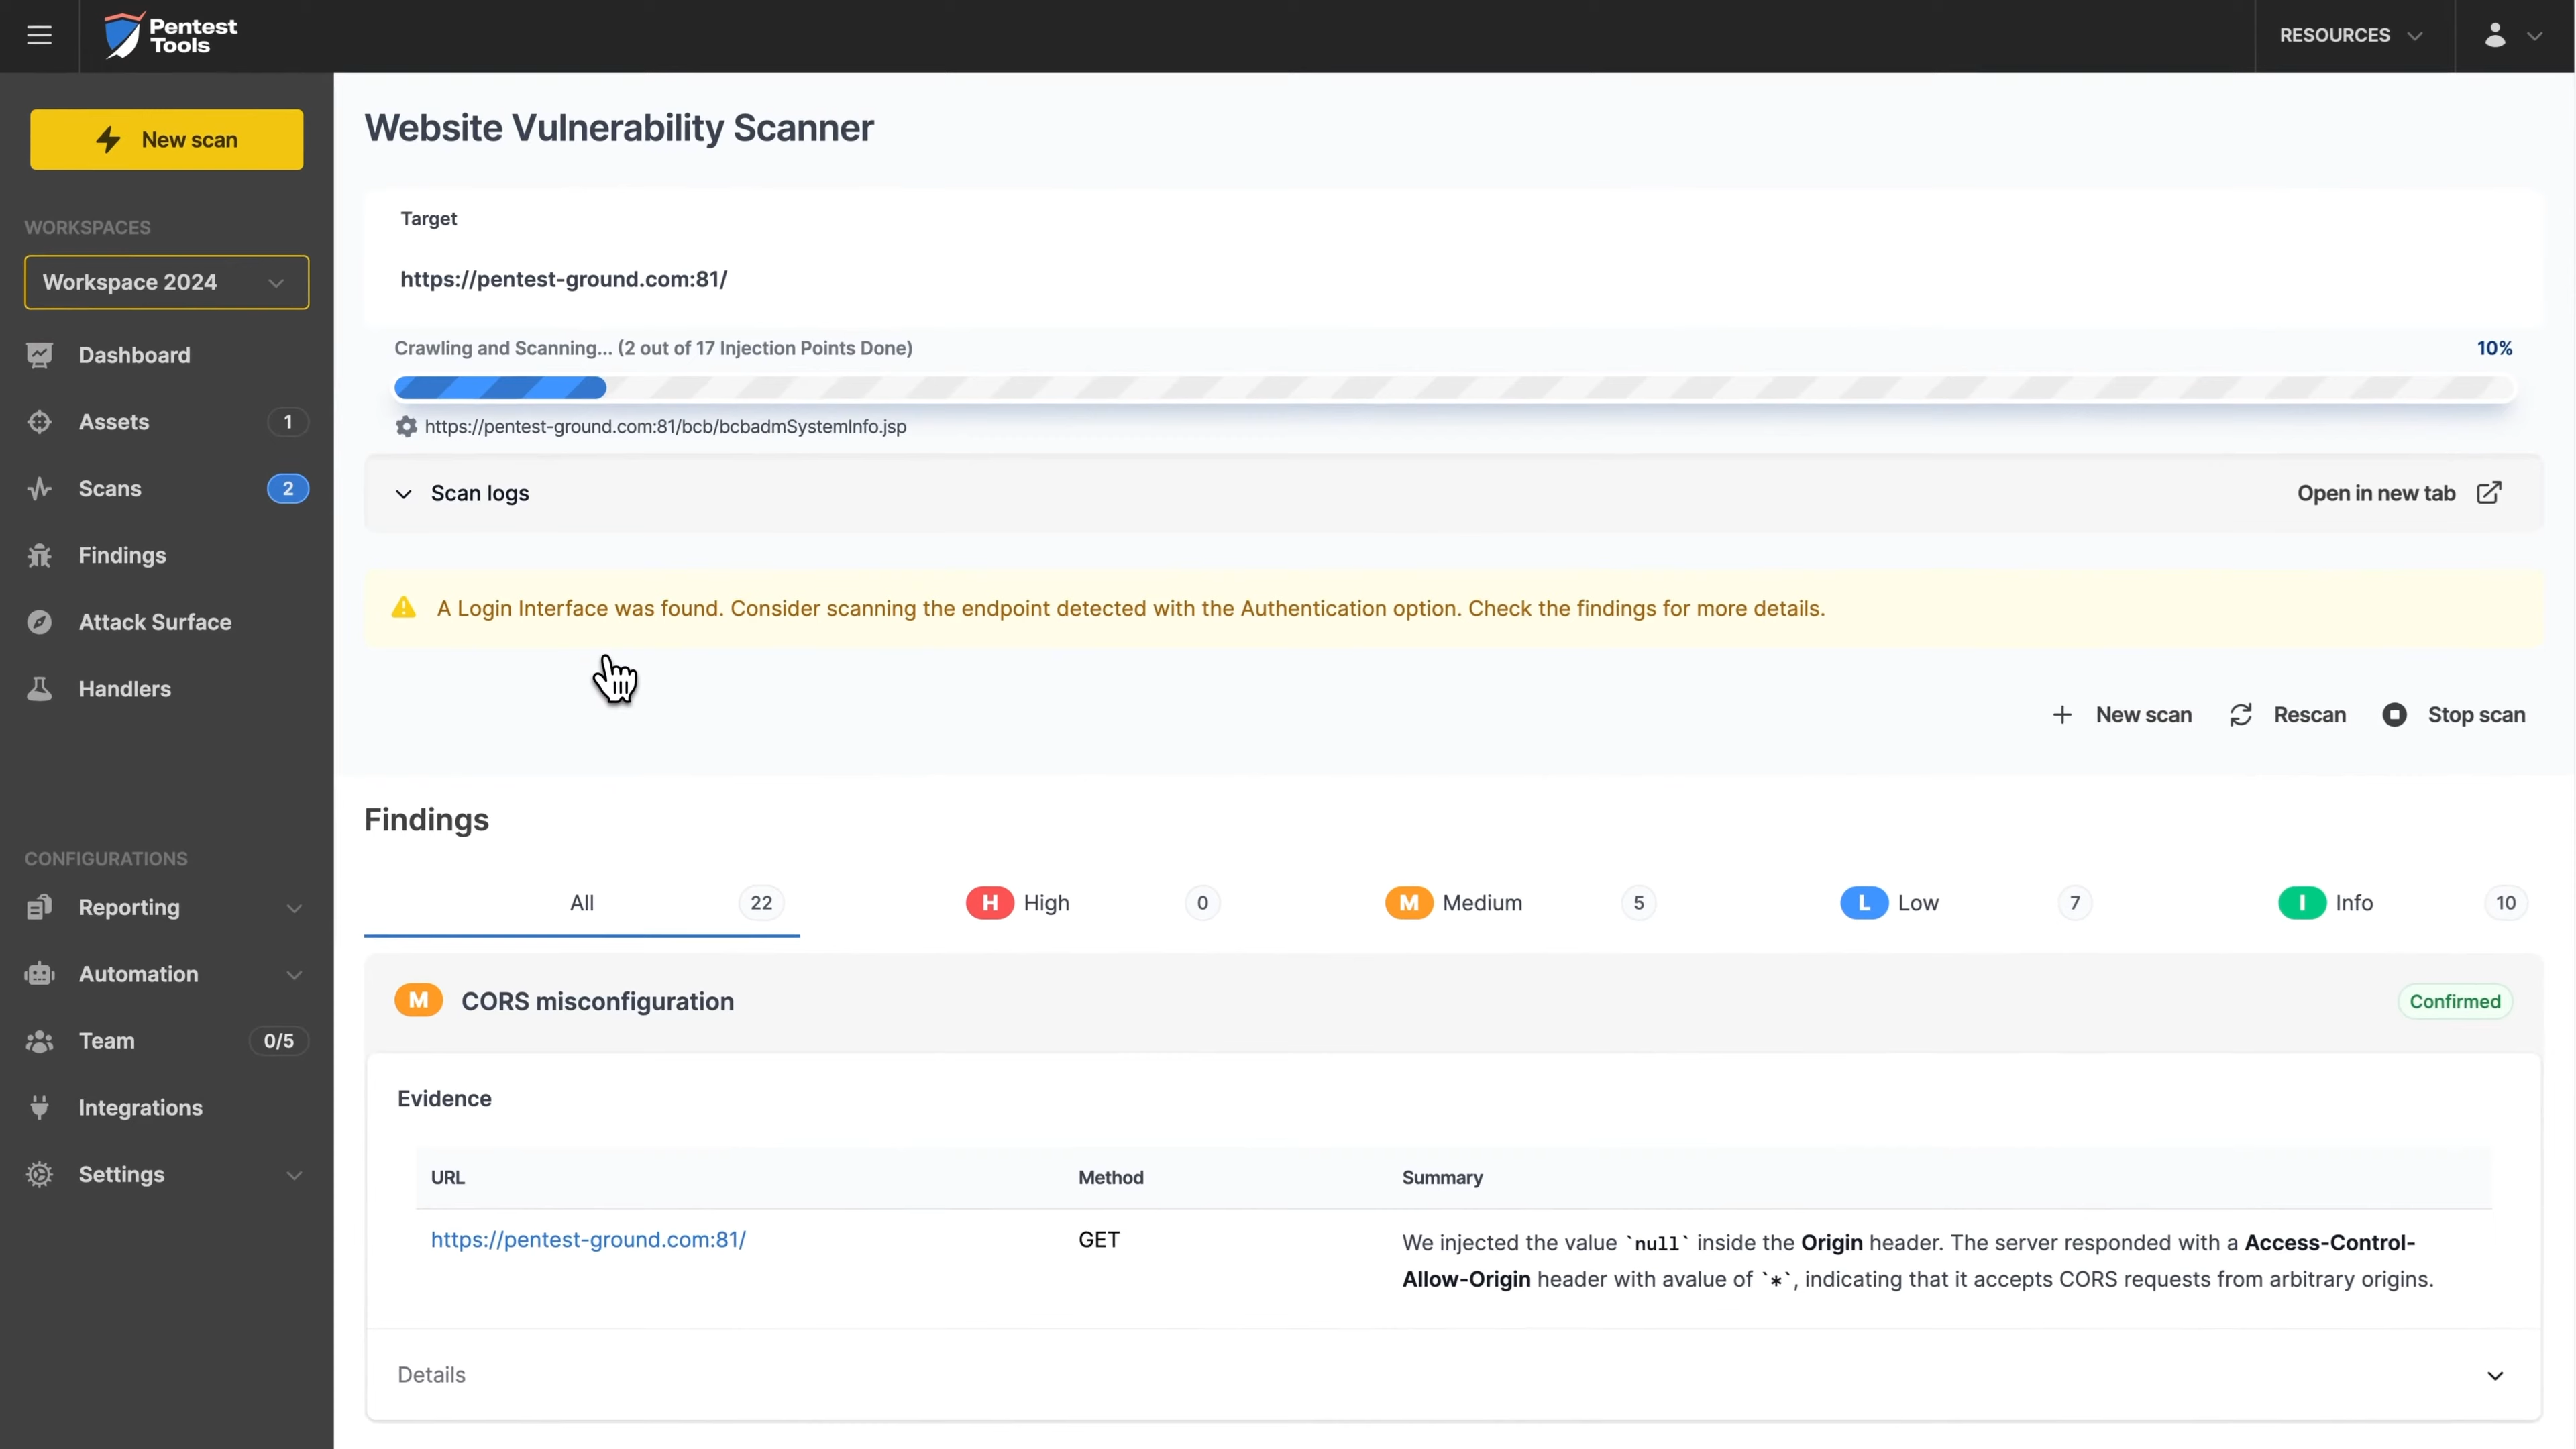 Pentest
Tools
RESOURCES
New scan
WORKSPACES
Workspace 2024
Dashboard
Assets 1
Scans 2
Findings
Attack Surface
Handlers
CONFIGURATIONS
Reporting
Automation
Team 0/5
Integrations
Settings
Website Vulnerability Scanner
Target
https://pentest-ground.com:81/
Crawling and Scanning... (2 out of 17 Injection Points Done) 10%
https://pentest-ground.com:81/bcb/bcbadmSystemInfo.jsp
Scan logs Open in new tab
A Login Interface was found. Consider scanning the endpoint detected with the Authentication option. Check the findings for more details.
New scan Rescan Stop scan
Findings
All 22 H High 0 M Medium 5 L Low 7 I Info 10
M CORS misconfiguration Confirmed
Evidence
URL Method Summary
https://pentest-ground.com:81/ GET We injected the value `null` inside the Origin header. The server responded with a Access-Control-
Allow-Origin header with avalue of `*`, indicating that it accepts CORS requests from arbitrary origins.
Details